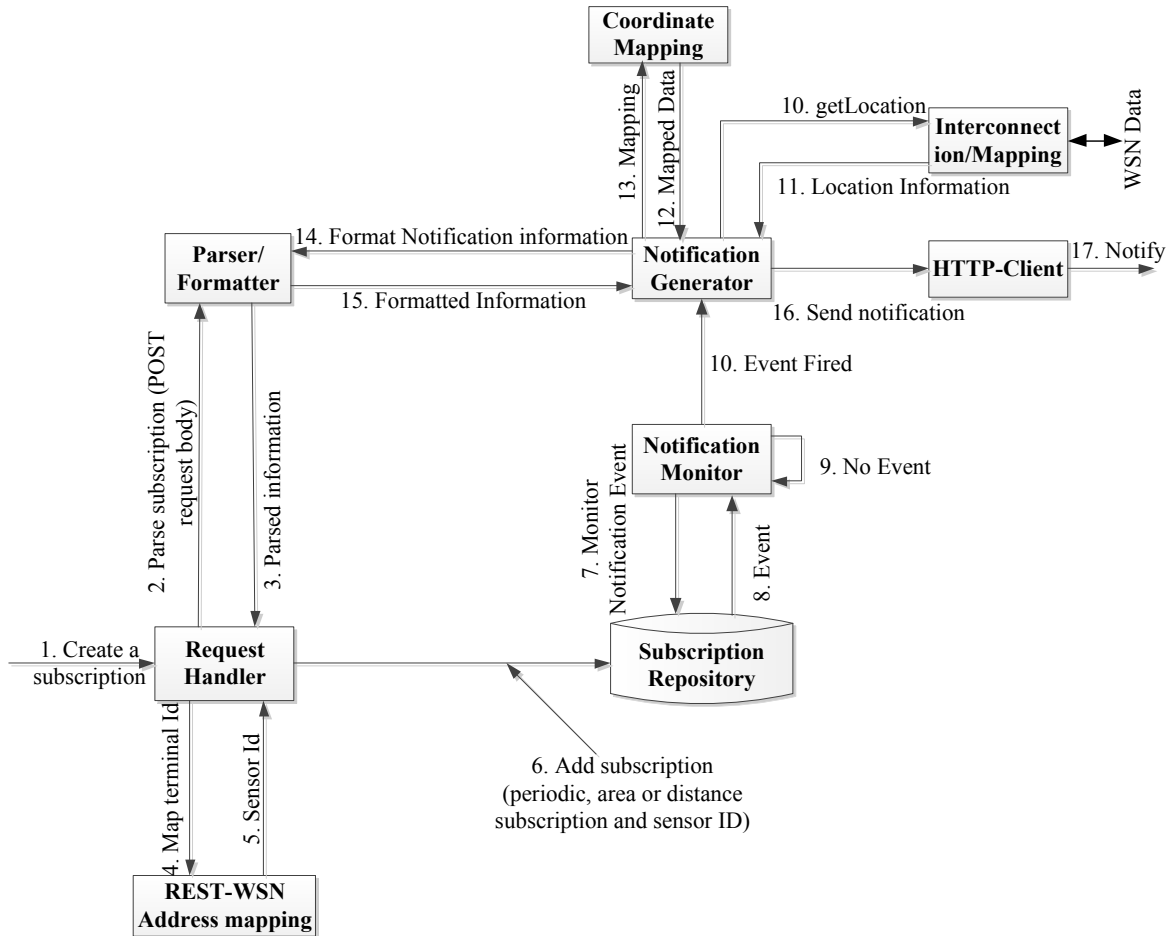 Coordinate
Mapping
13. Mapping
12. Mapped Data
10. getLocation
Interconnect
ion/Mapping
WSN Data
11. Location Information
14. Format Notification information
Parser/
Formatter
Notification
Generator
HTTP-Client
17. Notify
15. Formatted Information
16. Send notification
2. Parse subscription (POST
request body)
3. Parsed information
10. Event Fired
Notification
Monitor
9. No Event
7. Monitor
Notification Event
8. Event
1. Create a
subscription
Request
Handler
Subscription
Repository
4. Map terminal Id
5. Sensor Id
6. Add subscription
(periodic, area or distance
subscription and sensor ID)
REST-WSN
Address mapping